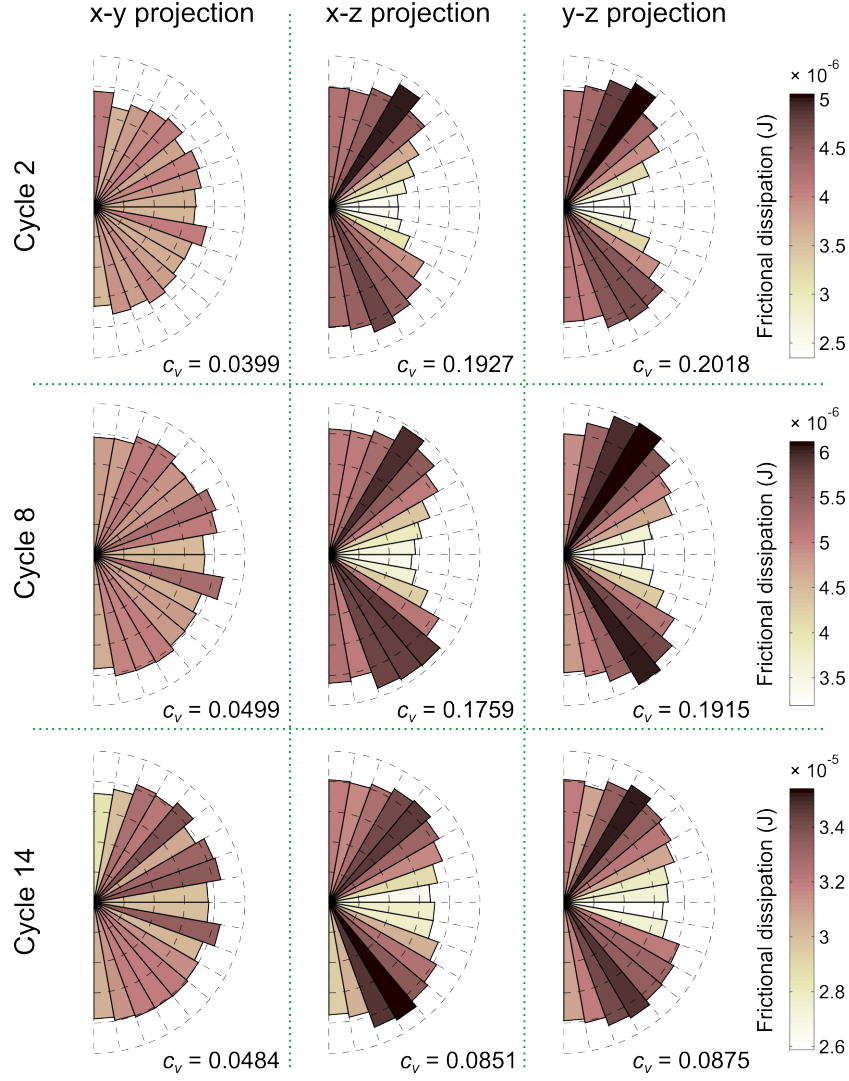 x-y projection
x-z projection
y-z projection
Cycle 2
c_v = 0.0399
c_v = 0.1927
c_v = 0.2018
× 10⁻⁶
5
4.5
4
3.5
3
2.5
Frictional dissipation (J)
Cycle 8
c_v = 0.0499
c_v = 0.1759
c_v = 0.1915
× 10⁻⁶
6
5.5
5
4.5
4
3.5
Frictional dissipation (J)
Cycle 14
c_v = 0.0484
c_v = 0.0851
c_v = 0.0875
× 10⁻⁵
3.4
3.2
3
2.8
2.6
Frictional dissipation (J)